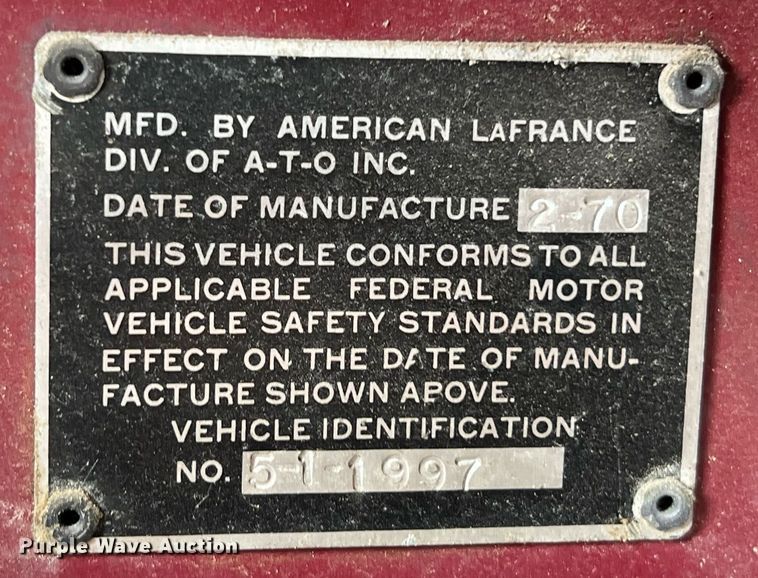 MFD. BY AMERICAN LAFRANCE
DIV. OF A-T-O INC.
DATE OF MANUFACTURE 2-70
THIS VEHICLE CONFORMS TO ALL
APPLICABLE FEDERAL MOTOR
VEHICLE SAFETY STANDARDS IN
EFFECT ON THE DATE OF MANU-
FACTURE SHOWN ABOVE.
VEHICLE IDENTIFICATION
NO. 5-1-1997
Purple Wave Auction